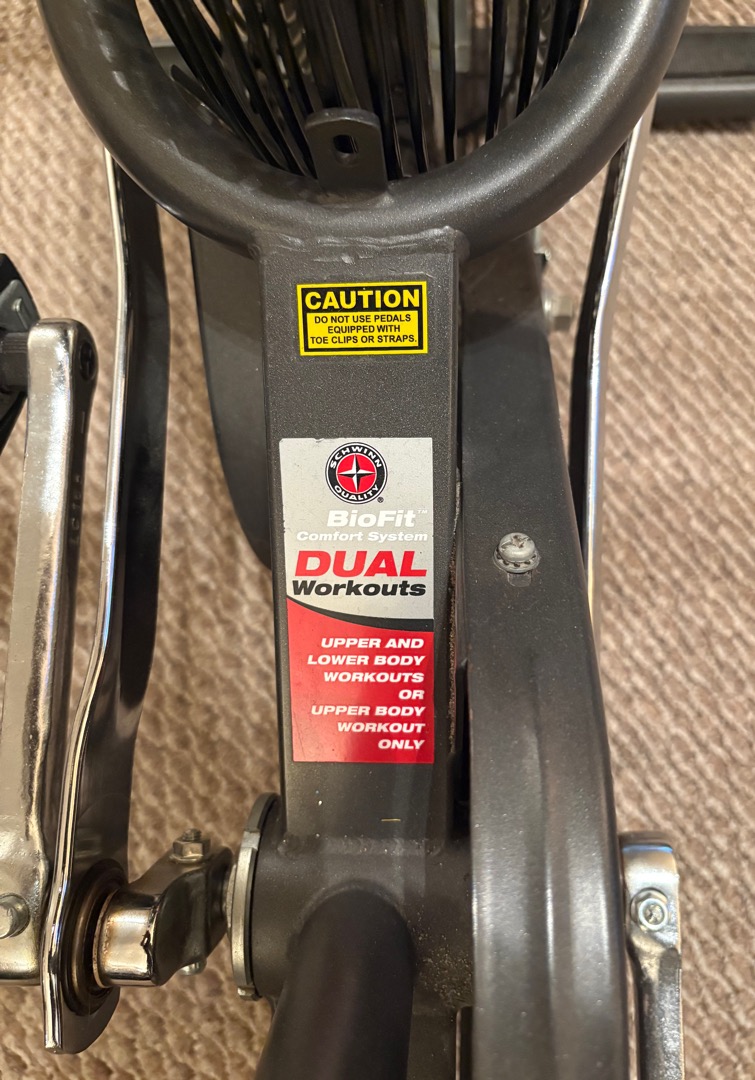 CAUTION
DO NOT USE PEDALS
EQUIPPED WITH
TOE CLIPS OR STRAPS.
SCHWINN
QUALITY
®
BioFit™
Comfort System
DUAL
Workouts
UPPER AND
LOWER BODY
WORKOUTS
OR
UPPER BODY
WORKOUT
ONLY